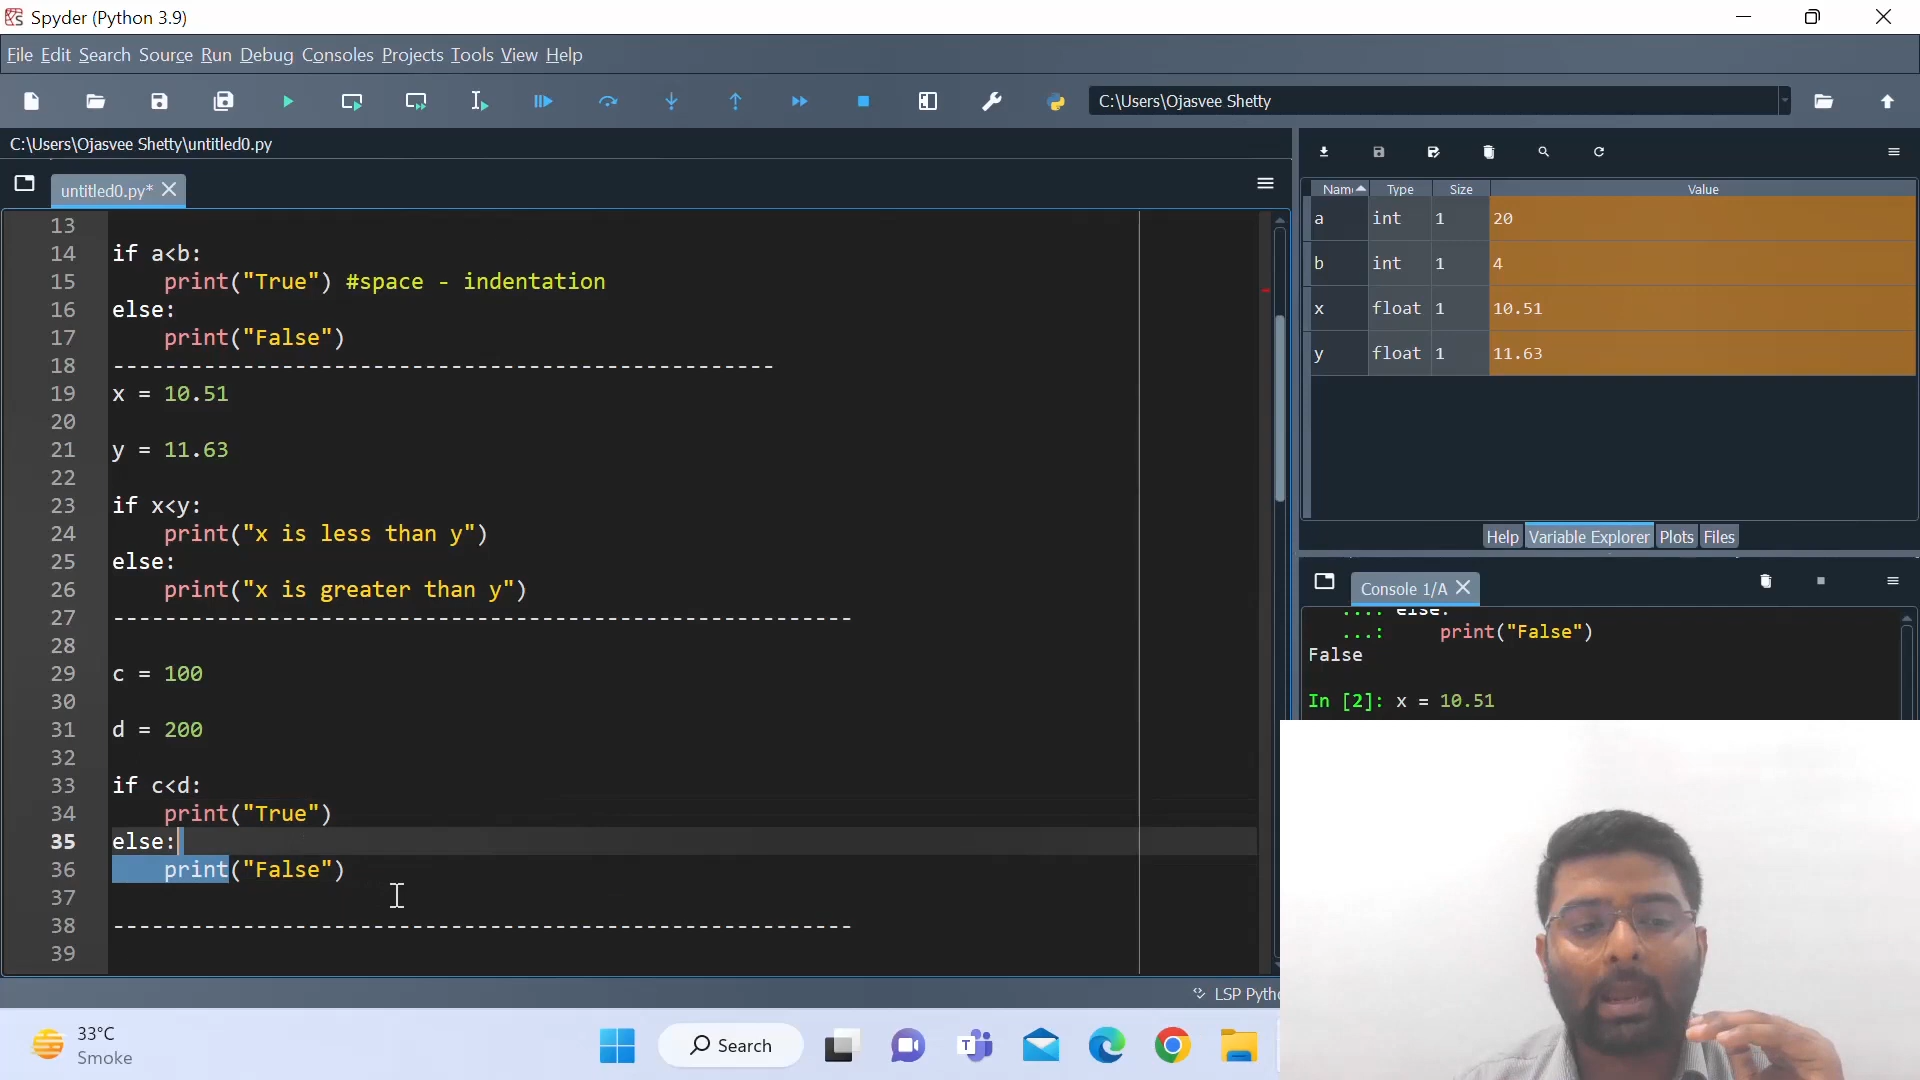 Spyder (Python 3.9)
File Edit Search Source Run Debug Consoles Projects Tools View Help
C:\Users\Ojasvee Shetty
C:\Users\Ojasvee Shetty\untitled0.py
untitled0.py*
13
14 if a<b:
15 print("True") #space - indentation
16 else:
17 print("False")
18 ---------------------------------------------------
19 x = 10.51
20
21 y = 11.63
22
23 if x<y:
24 print("x is less than y")
25 else:
26 print("x is greater than y")
27 ---------------------------------------------------------
28
29 c = 100
30
31 d = 200
32
33 if c<d:
34 print("True")
35 else:
36 print("False")
37
38 ---------------------------------------------------------
39
Name Type Size Value
a int 1 20
b int 1 4
x float 1 10.51
y float 1 11.63
Help Variable Explorer Plots Files
Console 1/A
...: else:
...: print("False")
False
In [2]: x = 10.51
LSP Pyth
33°C
Smoke
Search